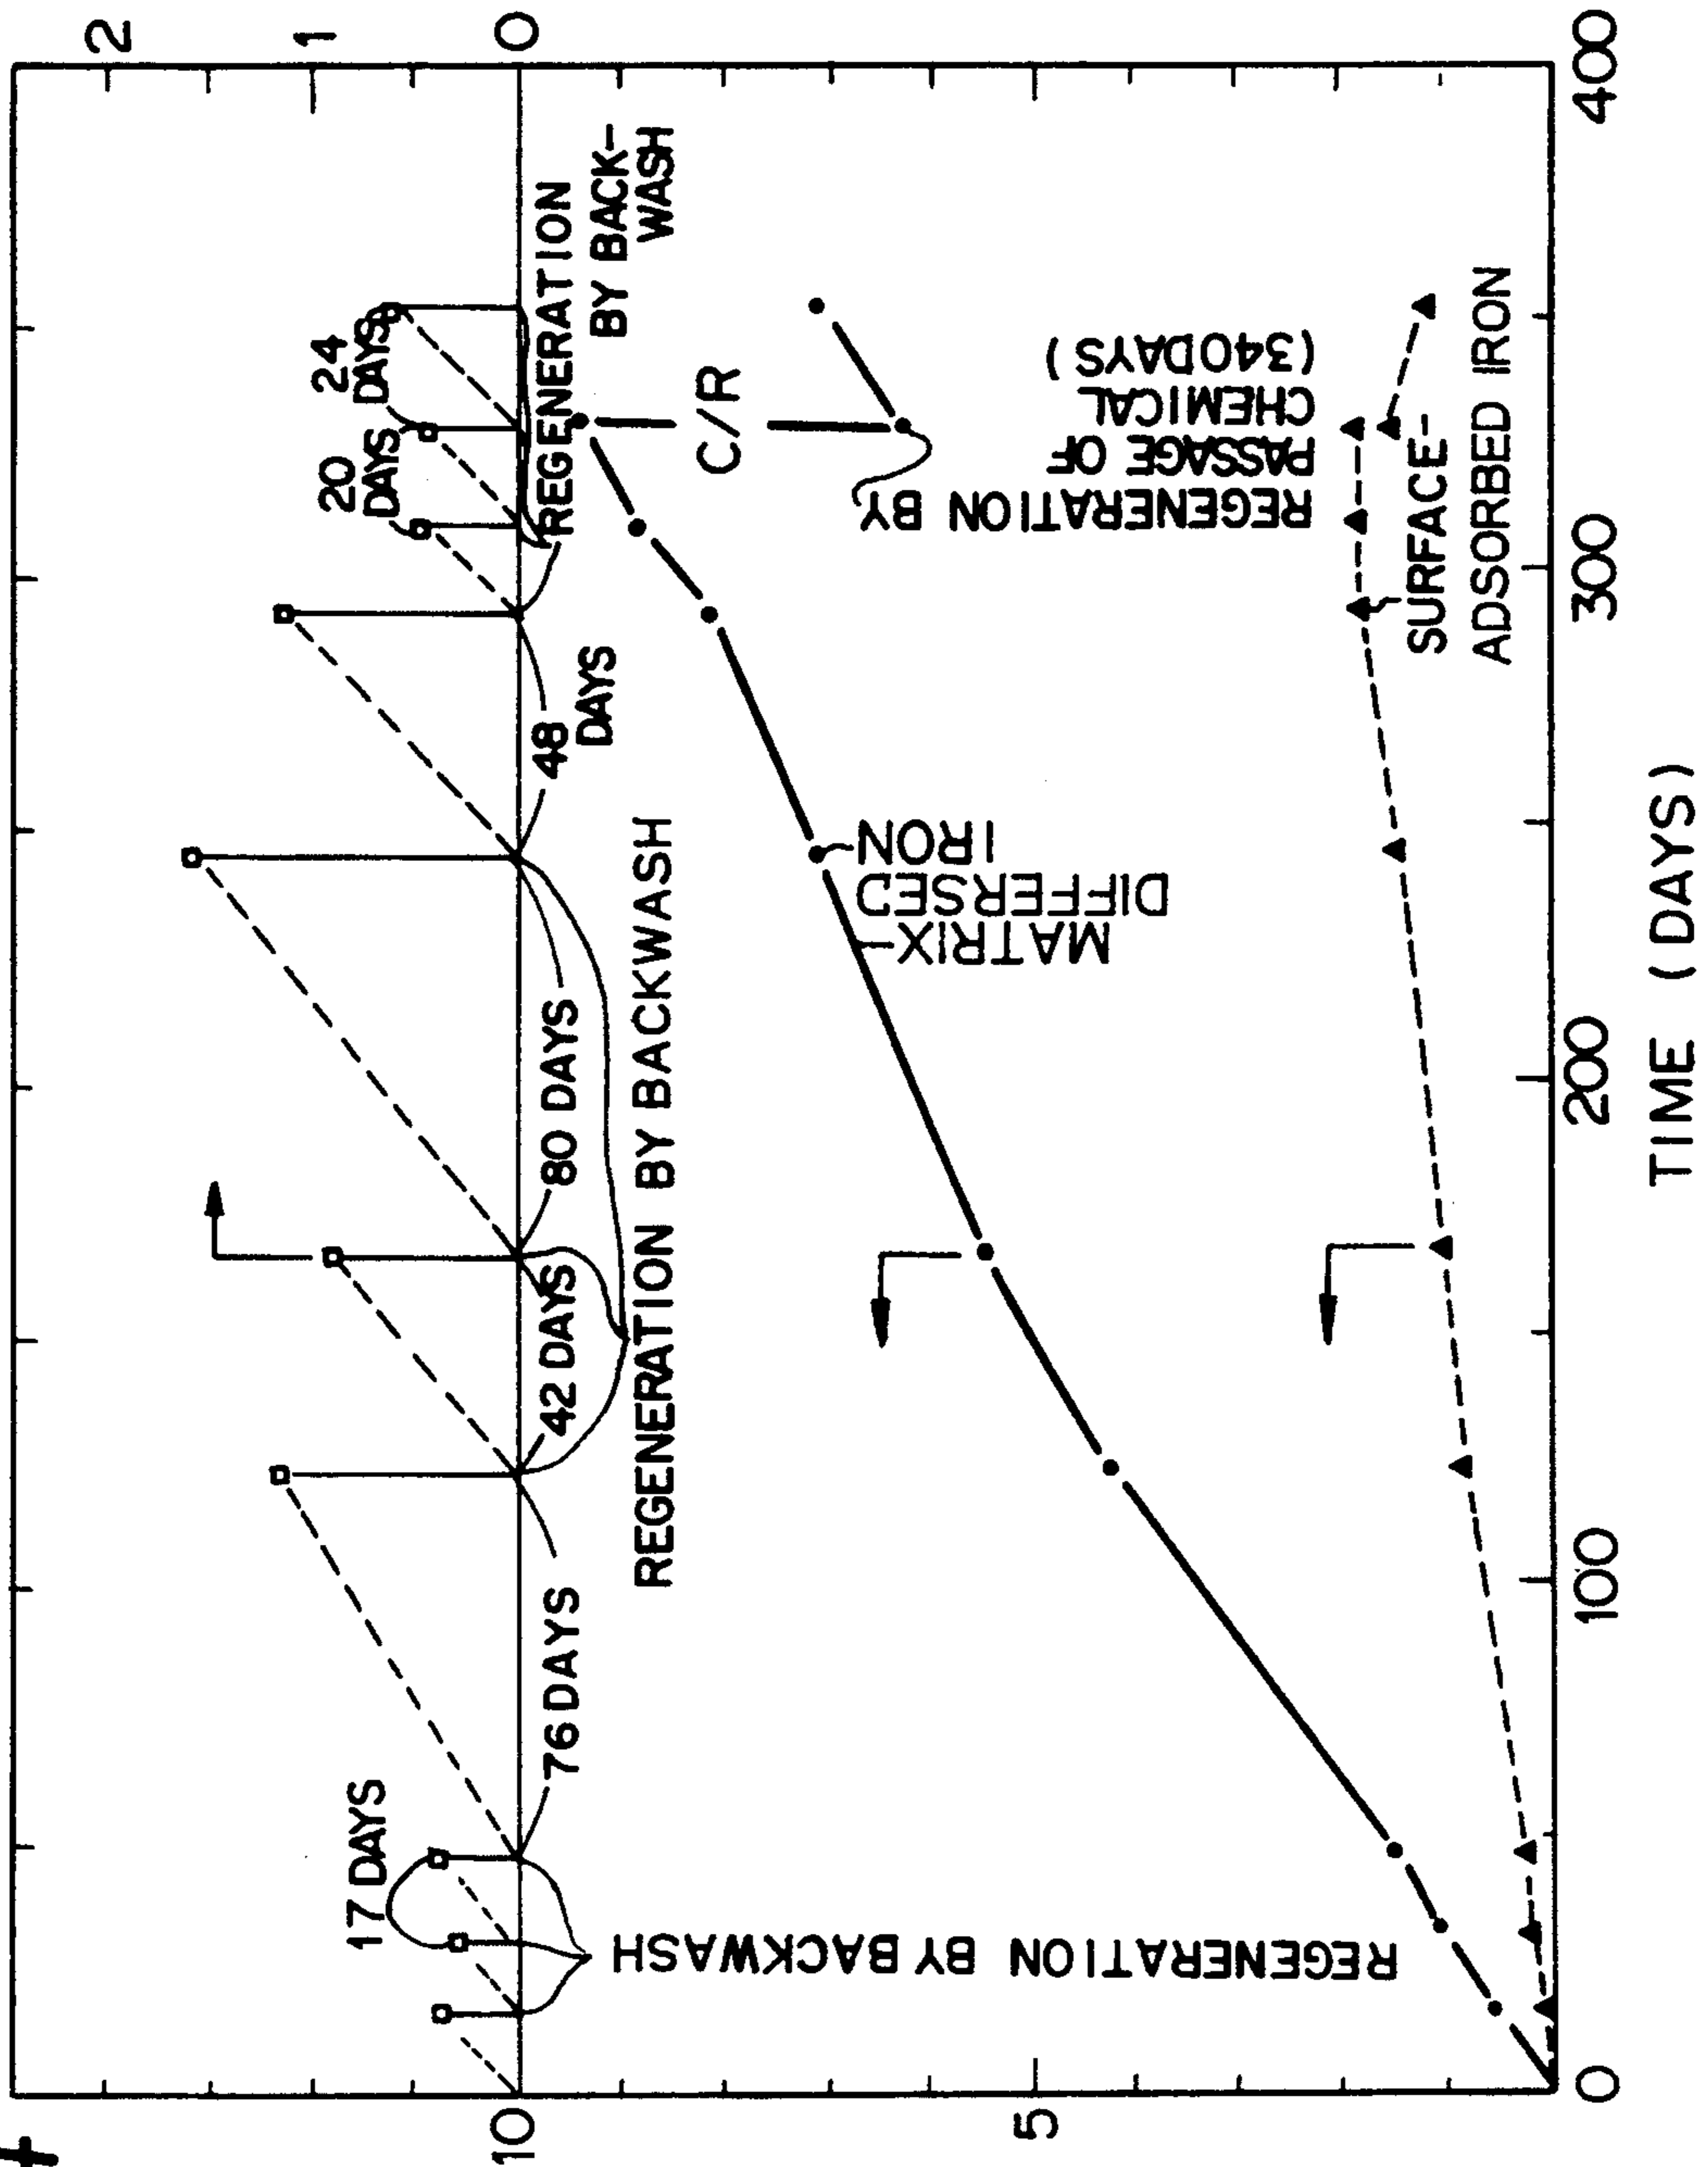 2
1
0
10
5
0
100
200
300
400
TIME (DAYS)
17 DAYS
76 DAYS
42 DAYS
80 DAYS
48
DAYS
20
DAYS
24
DAYS
REGENERATION BY BACKWASH
REGENERATION BY BACKWASH
REGENERATION
BY BACK-
WASH
C/R
REGENERATION BY
PASSAGE OF
CHEMICAL
(340DAYS)
MATRIX
DIFFERSED
IRON
SURFACE-
ADSORBED IRON